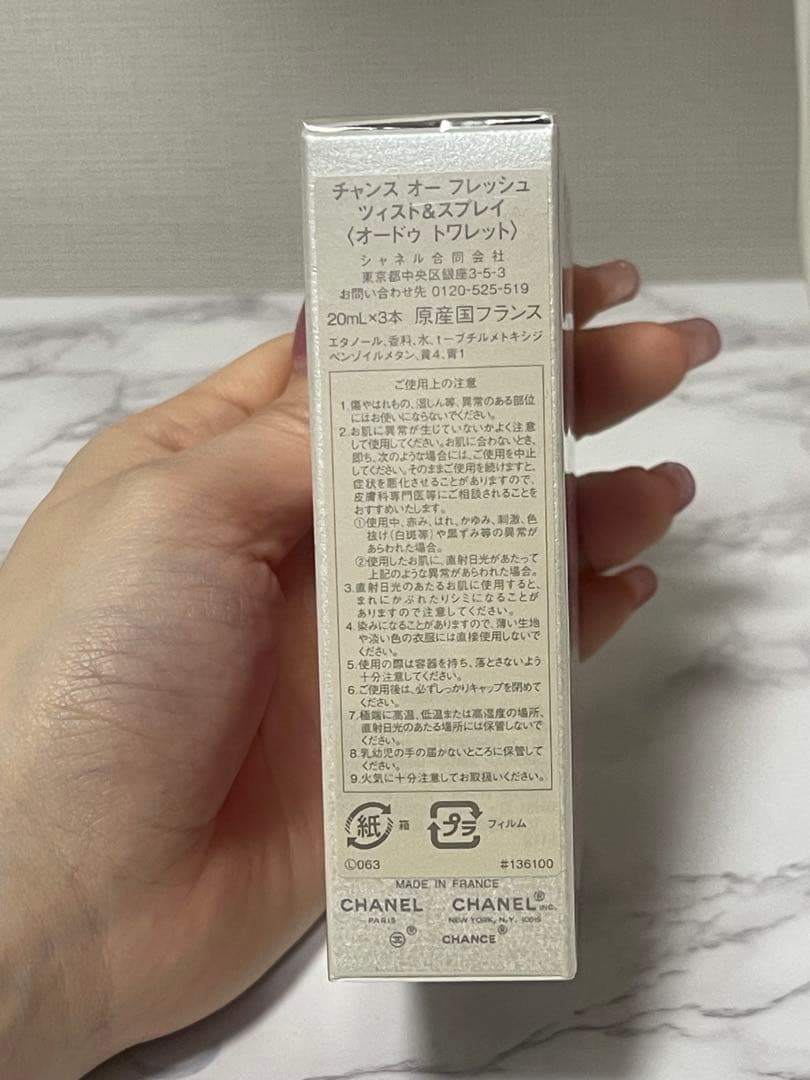 チャンス オー フレッシュ
ツィスト&スプレイ
〈オードゥ トワレット〉
シャネル合同会社
東京都中央区銀座3-5-3
お問い合わせ先 0120-525-519
20mL×3本 原産国フランス
エタノール、香料、水、t-ブチルメトキシジ
ベンゾイルメタン、黄4、青1
ご使用上の注意
1.傷やはれもの、湿しん等、異常のある部位
にはお使いにならないでください。
2.お肌に異常が生じていないかよく注意
して使用してください。お肌に合わないとき、
即ち、次のような場合には、ご使用を中止
してください。そのままご使用を続けますと、
症状を悪化させることがありますので、
皮膚科専門医等にご相談されることを
おすすめいたします。
①使用中、赤み、はれ、かゆみ、刺激、色
抜け(白斑等)や黒ずみ等の異常が
あらわれた場合。
②使用したお肌に、直射日光があたって
上記のような異常があらわれた場合。
3.直射日光のあたるお肌に使用すると、
まれにかぶれたりシミになることが
ありますので注意してください。
4.染みになることがありますので、薄い生地
や淡い色の衣服には直接使用しないで
ください。
5.使用の際は容器を持ち、落とさないよう
十分注意してください。
6.ご使用後は、必ずしっかりキャップを閉めて
ください。
7.極端に高温、低温または高湿度の場所、
直射日光のあたる場所には保管しないで
ください。
8.乳幼児の手の届かないところに保管して
ください。
9.火気に十分注意してお取扱いください。
紙 箱 プラ フィルム
Ⓛ063 #136100
MADE IN FRANCE
CHANEL CHANEL® INC.
PARIS NEW YORK, N.Y. 10019
® CHANCE®